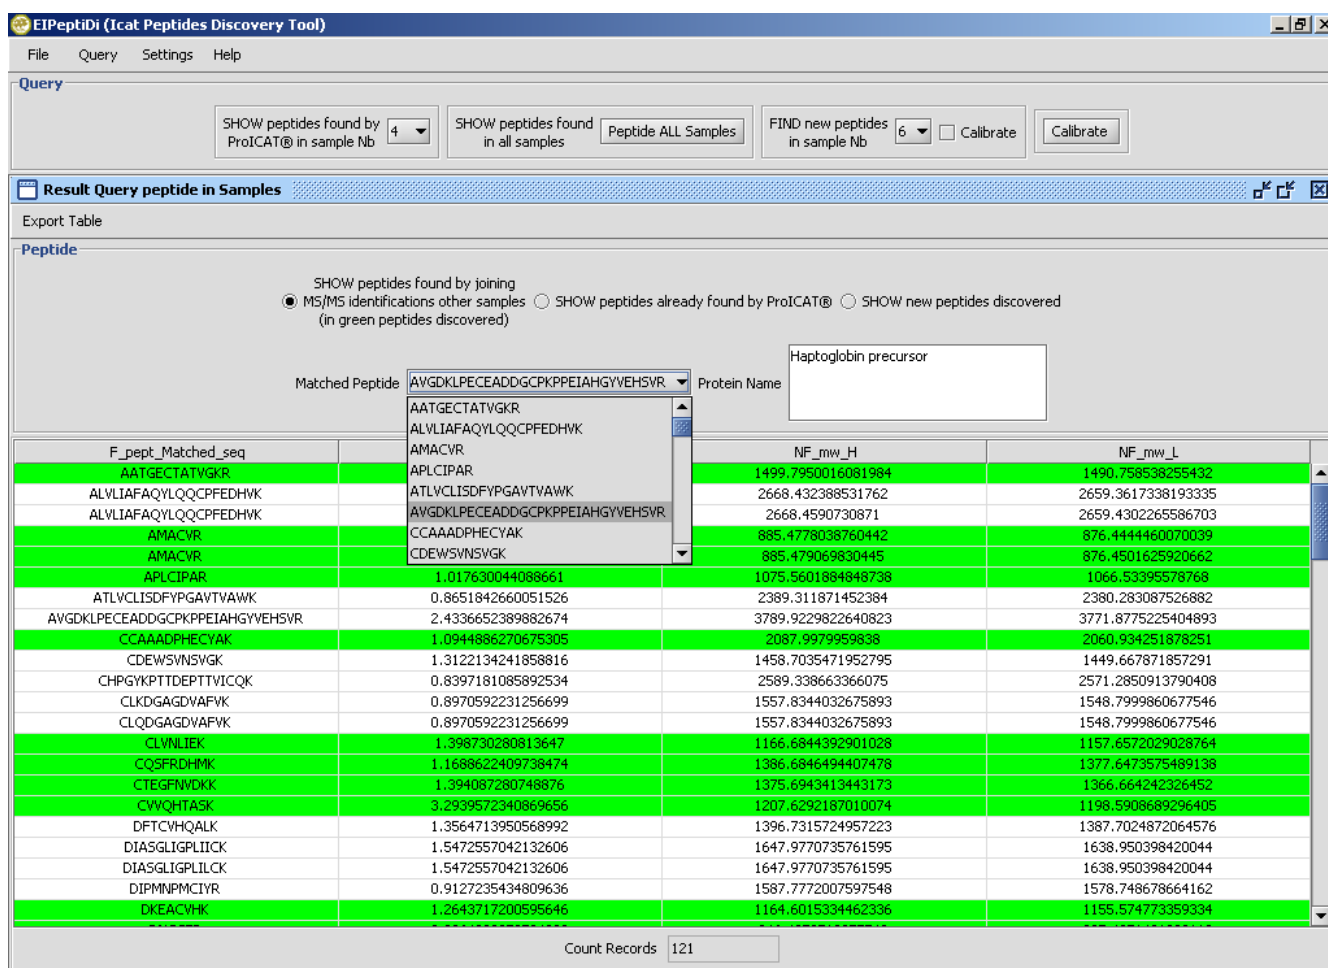 EIPeptiDi (Icat Peptides Discovery Tool)
File Query Settings Help
Query
SHOW peptides found by
ProICAT® in sample Nb
4
SHOW peptides found
in all samples
Peptide ALL Samples
FIND new peptides
in sample Nb
6
Calibrate
Calibrate
Result Query peptide in Samples
Export Table
Peptide
SHOW peptides found by joining
MS/MS identifications other samples
(in green peptides discovered)
SHOW peptides already found by ProICAT®
SHOW new peptides discovered
Matched Peptide
AVGDKLPECEADDGCPKPPEIAHGYVEHSVR
Protein Name
Haptoglobin precursor
AATGECTATVGKR
ALVLIAFAQYLQQCPFEDHVK
AMACVR
APLCIPAR
ATLVCLISDFYPGAVTVAWK
AVGDKLPECEADDGCPKPPEIAHGYVEHSVR
CCAAADPHECYAK
CDEWSVNSVGK
F_pept_Matched_seq NF_mw_H NF_mw_L
AATGECTATVGKR 1499.7950016081984 1490.758538255432
ALVLIAFAQYLQQCPFEDHVK 2668.432388531762 2659.3617338193335
ALVLIAFAQYLQQCPFEDHVK 2668.4590730871 2659.4302265586703
AMACVR 885.4778038760442 876.4444460070039
AMACVR 885.479069830445 876.4501625920662
APLCIPAR 1.017630044088661 1075.5601884848738 1066.53395578768
ATLVCLISDFYPGAVTVAWK 0.8651842660051526 2389.311871452384 2380.283087526882
AVGDKLPECEADDGCPKPPEIAHGYVEHSVR 2.4336652389882674 3789.9229822640823 3771.8775225404893
CCAAADPHECYAK 1.0944886270675305 2087.9979959838 2060.934251878251
CDEWSVNSVGK 1.3122134241858816 1458.7035471952795 1449.667871857291
CHPGYKPTTDEPTTVICQK 0.8397181085892534 2589.338663366075 2571.2850913790408
CLKDGAGDVAFVK 0.8970592231256699 1557.8344032675893 1548.7999860677546
CLQDGAGDVAFVK 0.8970592231256699 1557.8344032675893 1548.7999860677546
CLVNLIEK 1.398730280813647 1166.6844392901028 1157.6572029028764
CQSFRDHMK 1.1688622409738474 1386.6846494407478 1377.6473575489138
CTEGFNVDKK 1.394087280748876 1375.6943413443173 1366.664242326452
CVVQHTASK 3.2939572340869656 1207.6292187010074 1198.5908689296405
DFTCVHQALK 1.3564713950568992 1396.7315724957223 1387.7024872064576
DIASGLIGPLIICK 1.5472557042132606 1647.9770735761595 1638.950398420044
DIASGLIGPLILCK 1.5472557042132606 1647.9770735761595 1638.950398420044
DIPMNPMCIYR 0.9127235434809636 1587.7772007597548 1578.748678664162
DKEACVHK 1.2643717200595646 1164.6015334462336 1155.574773359334
Count Records 121